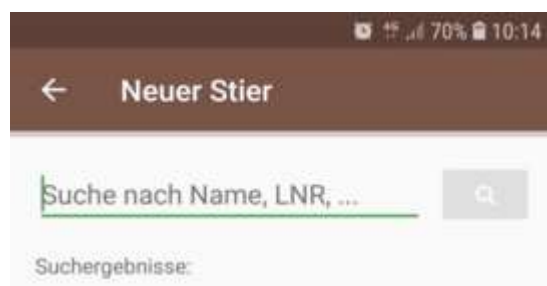 70% 10:14
Neuer Stier
Suche nach Name, LNR, ...
Suchergebnisse: